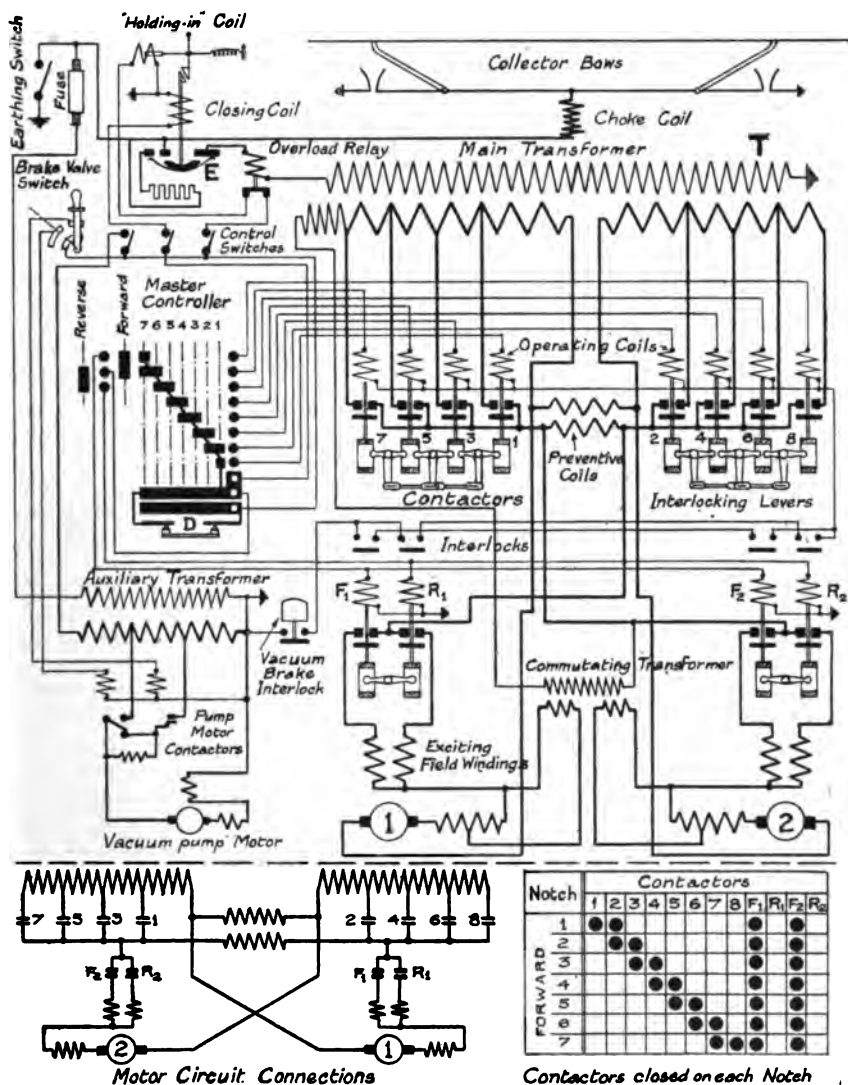 "Holding-in" Coil
Earthing Switch
Fuse
Collector Bows
Closing Coil
Choke Coil
Overload Relay
Main Transformer
T
Brake Valve
Switch
E
Control
Switches
Master
Controller
Reverse
Forward
7 6 5 4 3 2 1
Operating Coils
7 5 3 1
2 4 6 8
Preventive
Coils
Contactors
Interlocking Levers
D
Interlocks
Auxiliary Transformer
F1 R1
F2 R2
Vacuum
Brake
Interlock
Commutating Transformer
Pump
Motor
Contactors
Exciting
Field Windings
1
2
Vacuum pump Motor
7 5 3 1
2 4 6 8
F2 R2
F1 R1
2
1
Motor Circuit Connections
Notch
Contactors
1 2 3 4 5 6 7 8 F1 R1 F2 R2
FORWARD
1
2
3
4
5
6
7
Contactors closed on each Notch